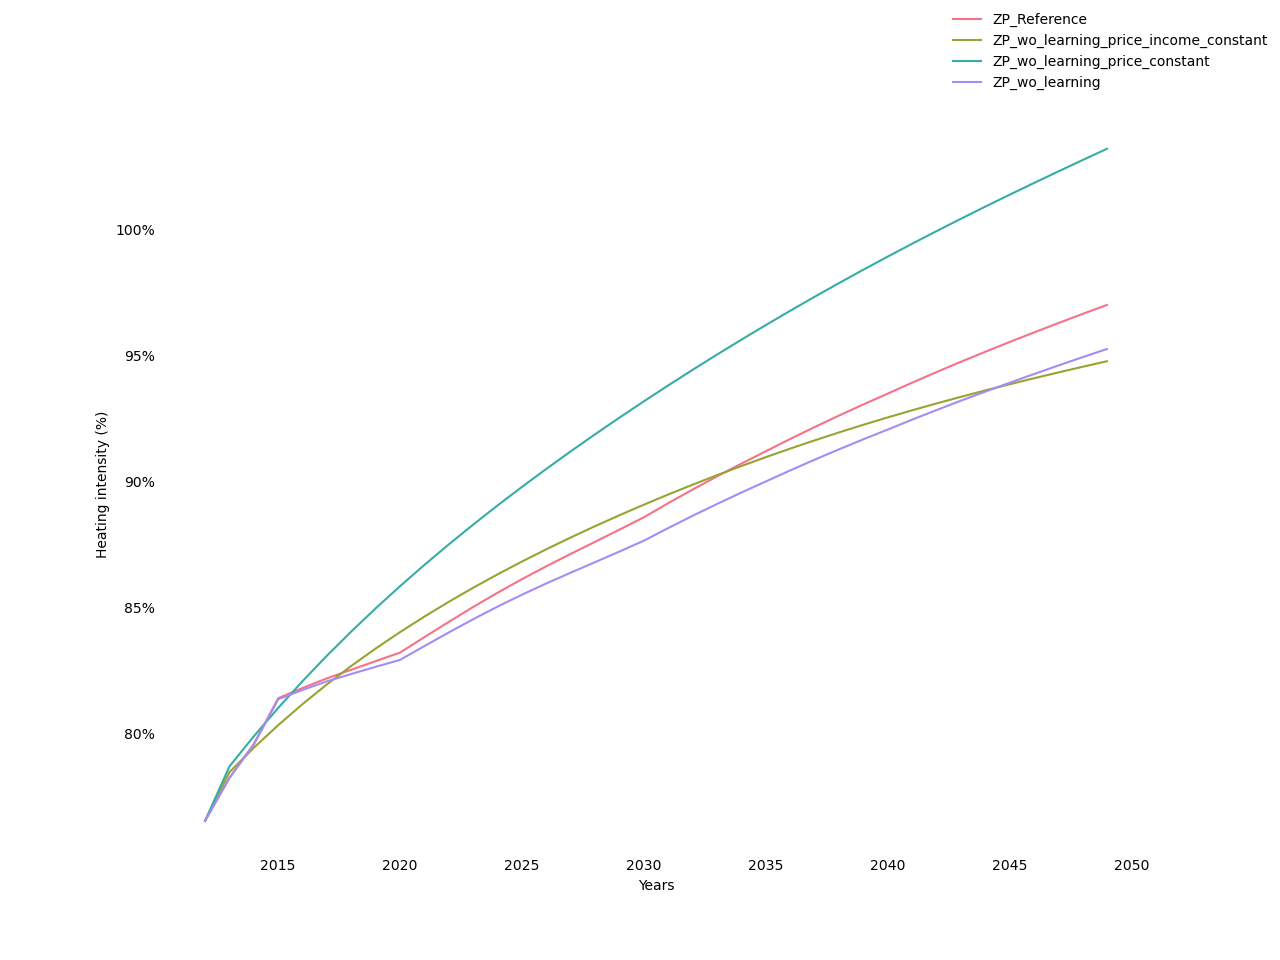 ZP_Reference
ZP_wo_learning_price_income_constant
ZP_wo_learning_price_constant
ZP_wo_learning
100%
95%
90%
85%
80%
Heating intensity (%)
2015 2020 2025 2030 2035 2040 2045 2050
Years